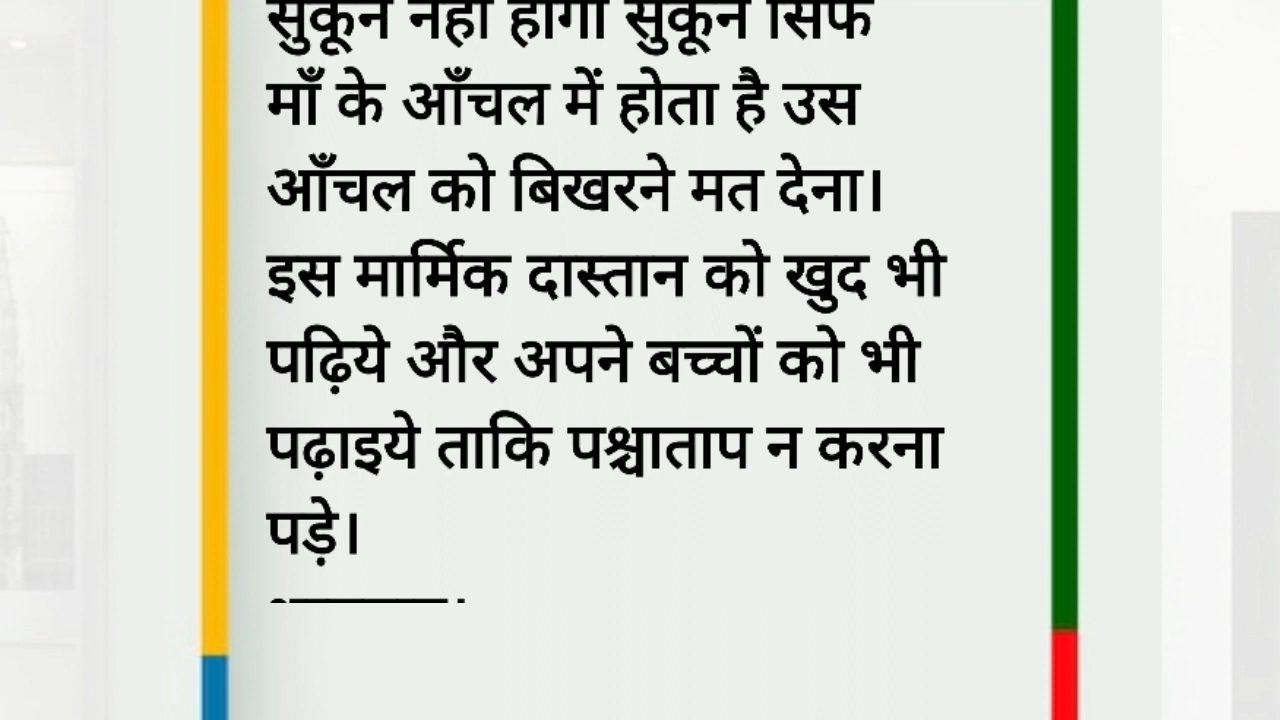 सुकून नहीं होगा सुकून सिर्फ
माँ के आँचल में होता है उस
आँचल को बिखरने मत देना।
इस मार्मिक दास्तान को खुद भी
पढ़िये और अपने बच्चों को भी
पढ़ाइये ताकि पश्चाताप न करना
पड़े।